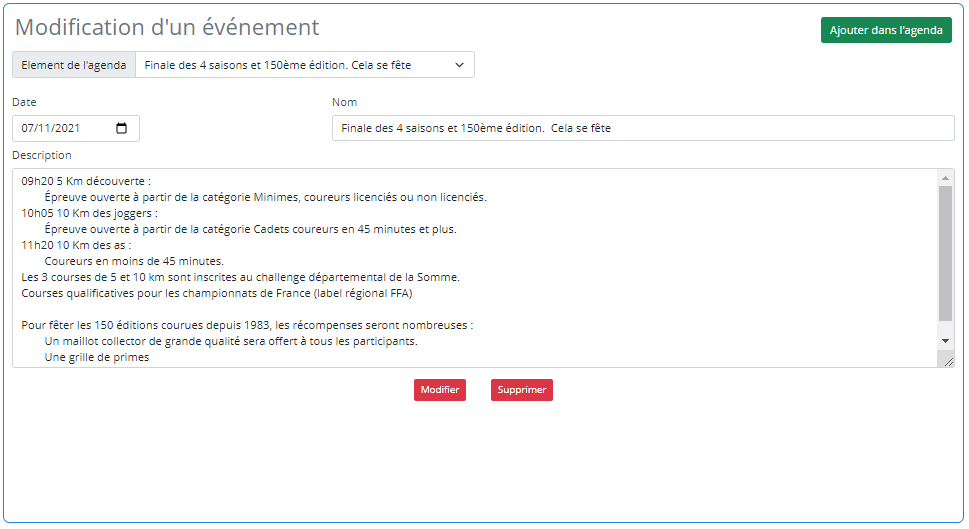 Modification d'un événement
Ajouter dans l'agenda
Element de l'agenda
Finale des 4 saisons et 150ème édition. Cela se fête
Date
Nom
07/11/2021
Finale des 4 saisons et 150ème édition.  Cela se fête
Description
09h20 5 Km découverte :
Épreuve ouverte à partir de la catégorie Minimes, coureurs licenciés ou non licenciés.
10h05 10 Km des joggers :
Épreuve ouverte à partir de la catégorie Cadets coureurs en 45 minutes et plus.
11h20 10 Km des as :
Coureurs en moins de 45 minutes.
Les 3 courses de 5 et 10 km sont inscrites au challenge départemental de la Somme.
Courses qualificatives pour les championnats de France (label régional FFA)
Pour fêter les 150 éditions courues depuis 1983, les récompenses seront nombreuses :
Un maillot collector de grande qualité sera offert à tous les participants.
Une grille de primes
Modifier
Supprimer